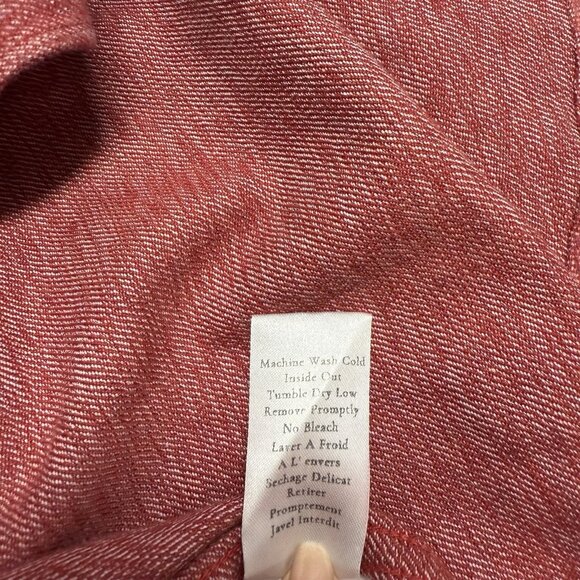 Machine Wash Cold
Inside Out
Tumble Dry Low
Remove Promptly
No Bleach
Laver A Froid
A L' envers
Sechage Delicat
Retirer
Promptement
Javel Interdit